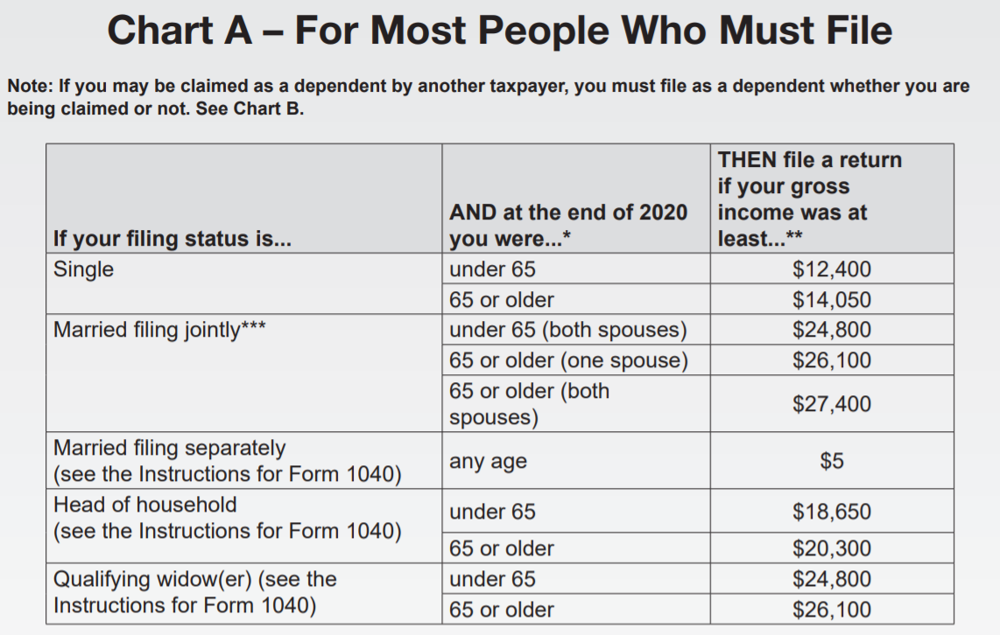 Chart A – For Most People Who Must File
Note: If you may be claimed as a dependent by another taxpayer, you must file as a dependent whether you are
being claimed or not. See Chart B.
If your filing status is...
AND at the end of 2020
you were...*
THEN file a return
if your gross
income was at
least...**
Single
under 65
$12,400
65 or older
$14,050
Married filing jointly***
under 65 (both spouses)
$24,800
65 or older (one spouse)
$26,100
65 or older (both
spouses)
$27,400
Married filing separately
(see the Instructions for Form 1040)
any age
$5
Head of household
(see the Instructions for Form 1040)
under 65
$18,650
65 or older
$20,300
Qualifying widow(er) (see the
Instructions for Form 1040)
under 65
$24,800
65 or older
$26,100